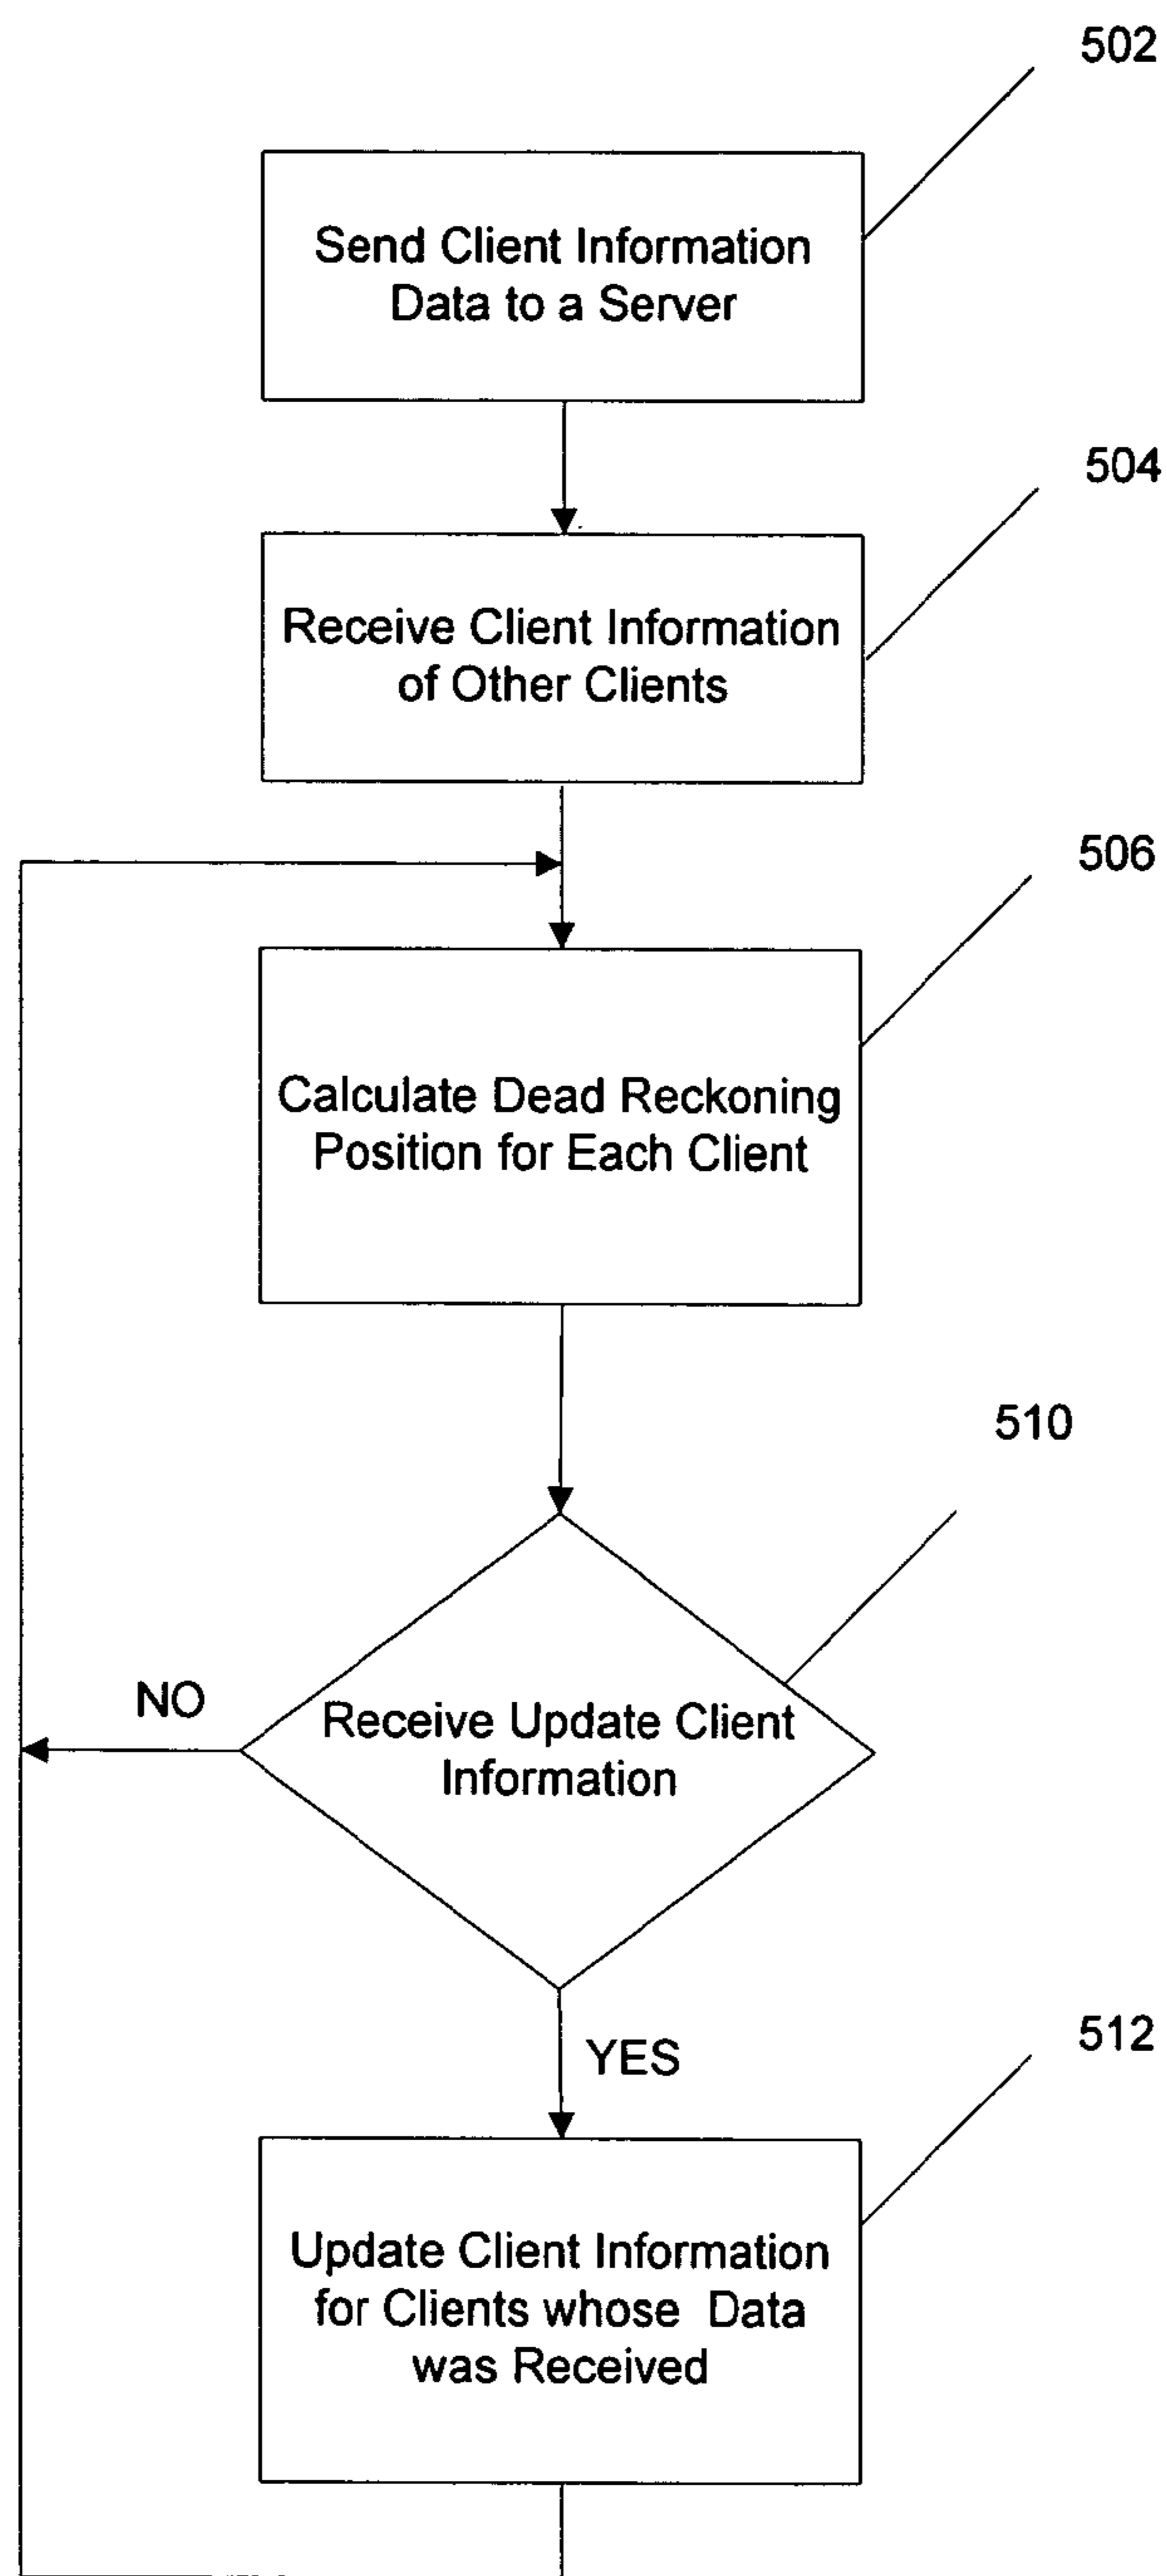 502
Send Client Information
Data to a Server
504
Receive Client Information
of Other Clients
506
Calculate Dead Reckoning
Position for Each Client
510
NO
Receive Update Client
Information
YES
512
Update Client Information
for Clients whose Data
was Received